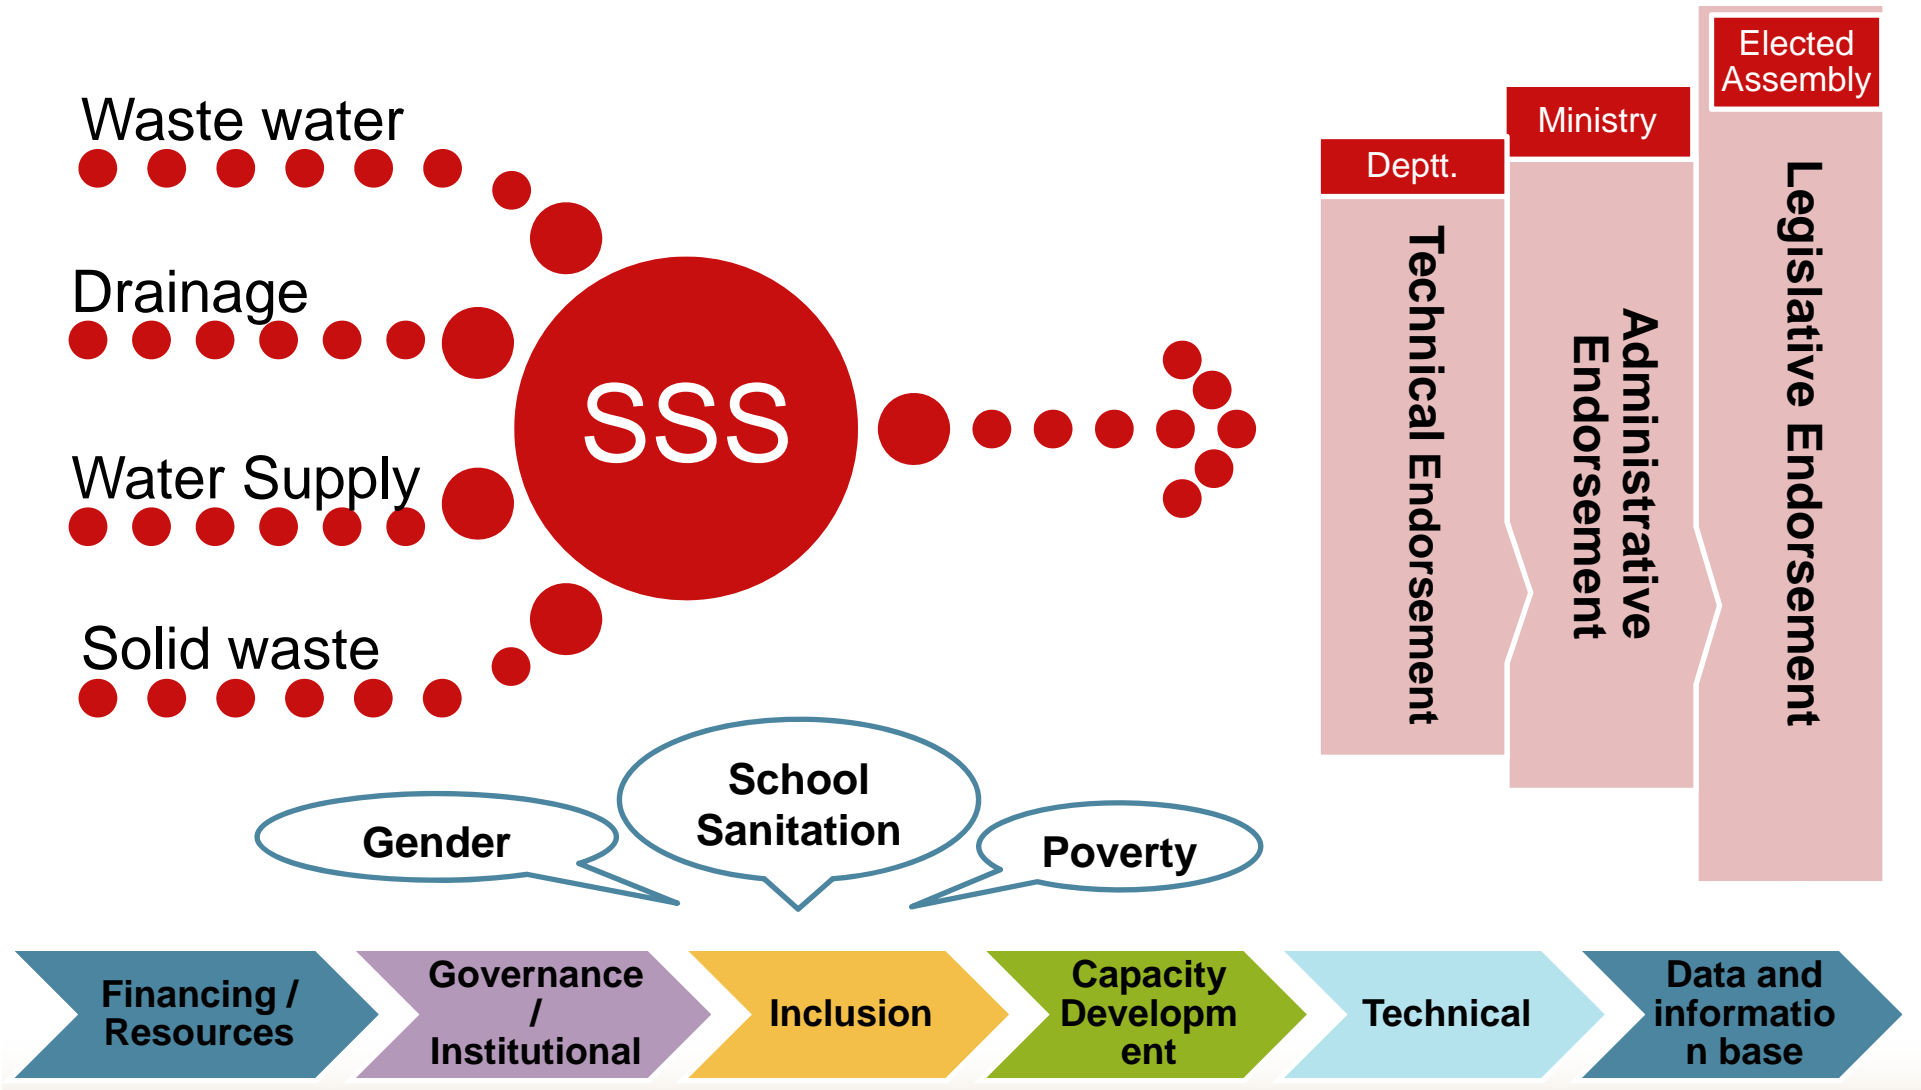 Waste water
Drainage
Water Supply
Solid waste
SSS
Deptt.
Technical Endorsement
Ministry
Administrative
Endorsement
Elected
Assembly
Legislative Endorsement
Gender
School
Sanitation
Poverty
Financing /
Resources
Governance
/
Institutional
Inclusion
Capacity
Developm
ent
Technical
Data and
informatio
n base